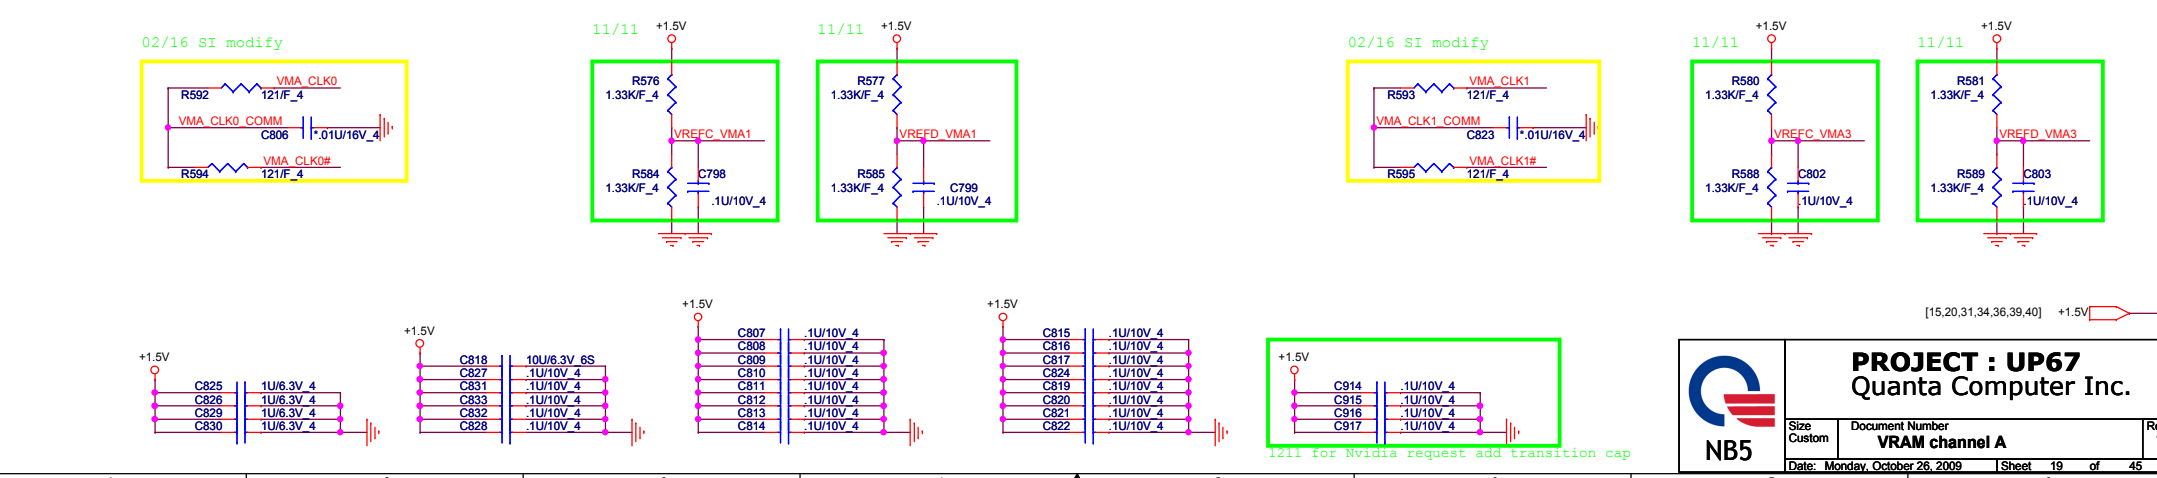 02/16 SI modify
R592
VMA_CLK0
121/F_4
VMA_CLK0_COMM
C806
*.01U/16V_4
R594
VMA_CLK0#
121/F_4
11/11
+1.5V
R576
1.33K/F_4
VREFC_VMA1
R584
1.33K/F_4
C798
.1U/10V_4
11/11
+1.5V
R577
1.33K/F_4
VREFD_VMA1
R585
1.33K/F_4
C799
.1U/10V_4
02/16 SI modify
R593
VMA_CLK1
121/F_4
VMA_CLK1_COMM
C823
*.01U/16V_4
R595
VMA_CLK1#
121/F_4
11/11
+1.5V
R580
1.33K/F_4
VREFC_VMA3
R588
1.33K/F_4
C802
.1U/10V_4
11/11
+1.5V
R581
1.33K/F_4
VREFD_VMA3
R589
1.33K/F_4
C803
.1U/10V_4
+1.5V
C825 1U/6.3V_4
C826 1U/6.3V_4
C829 1U/6.3V_4
C830 1U/6.3V_4
+1.5V
C818 10U/6.3V_6S
C827 .1U/10V_4
C831 .1U/10V_4
C833 .1U/10V_4
C832 .1U/10V_4
C828 .1U/10V_4
+1.5V
C807 .1U/10V_4
C808 .1U/10V_4
C809 .1U/10V_4
C810 .1U/10V_4
C811 .1U/10V_4
C812 .1U/10V_4
C813 .1U/10V_4
C814 .1U/10V_4
+1.5V
C815 .1U/10V_4
C816 .1U/10V_4
C817 .1U/10V_4
C824 .1U/10V_4
C819 .1U/10V_4
C820 .1U/10V_4
C821 .1U/10V_4
C822 .1U/10V_4
+1.5V
C914 .1U/10V_4
C915 .1U/10V_4
C916 .1U/10V_4
C917 .1U/10V_4
1211 for Nvidia request add transition cap
[15,20,31,34,36,39,40] +1.5V
PROJECT : UP67
Quanta Computer Inc.
NB5
Size
Custom
Document Number
VRAM channel A
Date: Monday, October 26, 2009
Sheet 19 of 45